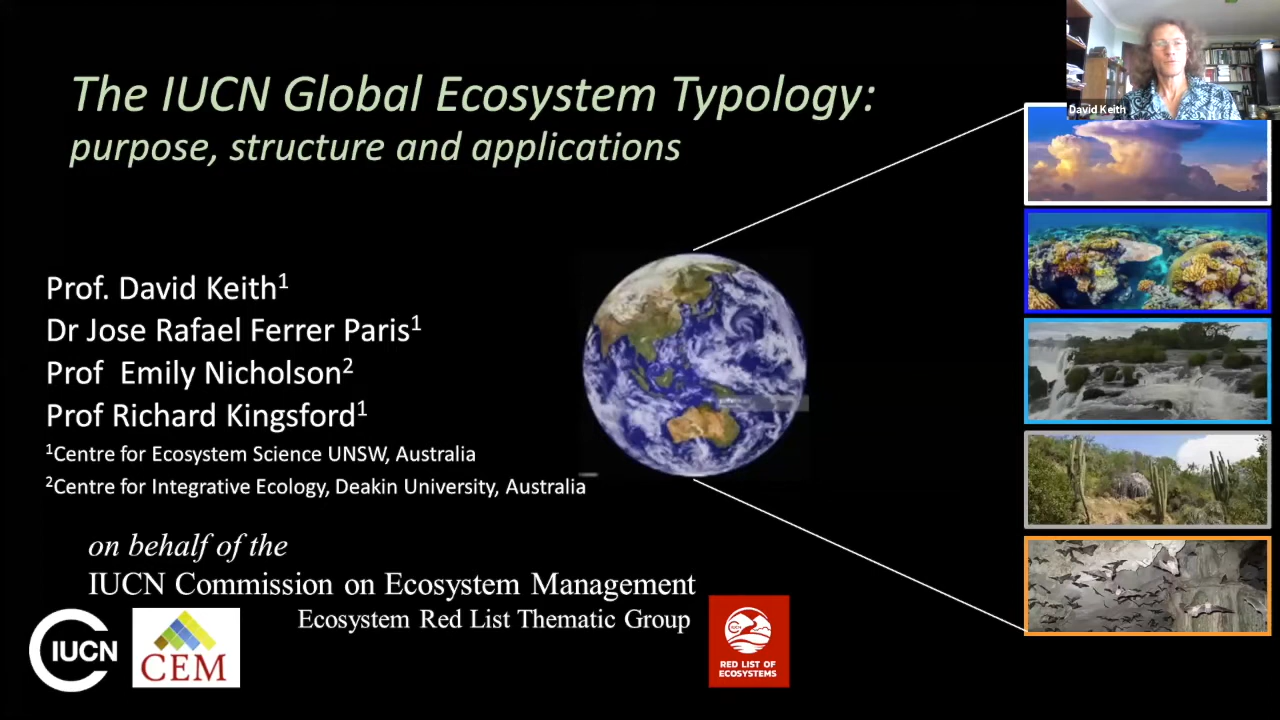 David Keith
The IUCN Global Ecosystem Typology:
purpose, structure and applications
Prof. David Keith¹
Dr Jose Rafael Ferrer Paris¹
Prof Emily Nicholson²
Prof Richard Kingsford¹
¹Centre for Ecosystem Science UNSW, Australia
²Centre for Integrative Ecology, Deakin University, Australia
on behalf of the
IUCN Commission on Ecosystem Management
Ecosystem Red List Thematic Group
IUCN
CEM
IUCN
RED LIST OF
ECOSYSTEMS